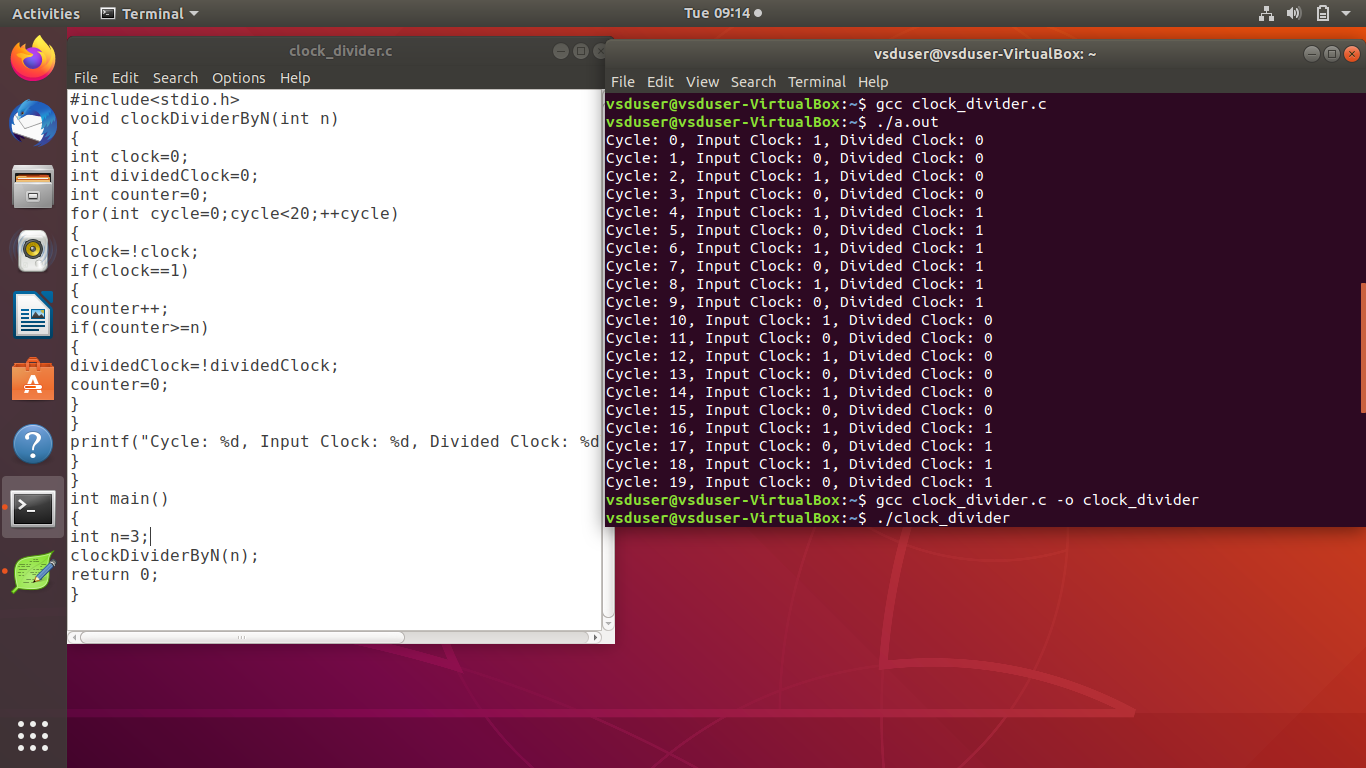 Activities
Terminal
Tue 09:14
clock_divider.c
File Edit Search Options Help
#include<stdio.h>
void clockDividerByN(int n)
{
int clock=0;
int dividedClock=0;
int counter=0;
for(int cycle=0;cycle<20;++cycle)
{
clock=!clock;
if(clock==1)
{
counter++;
if(counter>=n)
{
dividedClock=!dividedClock;
counter=0;
}
}
printf("Cycle: %d, Input Clock: %d, Divided Clock: %d
}
}
int main()
{
int n=3;
clockDividerByN(n);
return 0;
}
vsduser@vsduser-VirtualBox: ~
File Edit View Search Terminal Help
vsduser@vsduser-VirtualBox:~$ gcc clock_divider.c
vsduser@vsduser-VirtualBox:~$ ./a.out
Cycle: 0, Input Clock: 1, Divided Clock: 0
Cycle: 1, Input Clock: 0, Divided Clock: 0
Cycle: 2, Input Clock: 1, Divided Clock: 0
Cycle: 3, Input Clock: 0, Divided Clock: 0
Cycle: 4, Input Clock: 1, Divided Clock: 1
Cycle: 5, Input Clock: 0, Divided Clock: 1
Cycle: 6, Input Clock: 1, Divided Clock: 1
Cycle: 7, Input Clock: 0, Divided Clock: 1
Cycle: 8, Input Clock: 1, Divided Clock: 1
Cycle: 9, Input Clock: 0, Divided Clock: 1
Cycle: 10, Input Clock: 1, Divided Clock: 0
Cycle: 11, Input Clock: 0, Divided Clock: 0
Cycle: 12, Input Clock: 1, Divided Clock: 0
Cycle: 13, Input Clock: 0, Divided Clock: 0
Cycle: 14, Input Clock: 1, Divided Clock: 0
Cycle: 15, Input Clock: 0, Divided Clock: 0
Cycle: 16, Input Clock: 1, Divided Clock: 1
Cycle: 17, Input Clock: 0, Divided Clock: 1
Cycle: 18, Input Clock: 1, Divided Clock: 1
Cycle: 19, Input Clock: 0, Divided Clock: 1
vsduser@vsduser-VirtualBox:~$ gcc clock_divider.c -o clock_divider
vsduser@vsduser-VirtualBox:~$ ./clock_divider